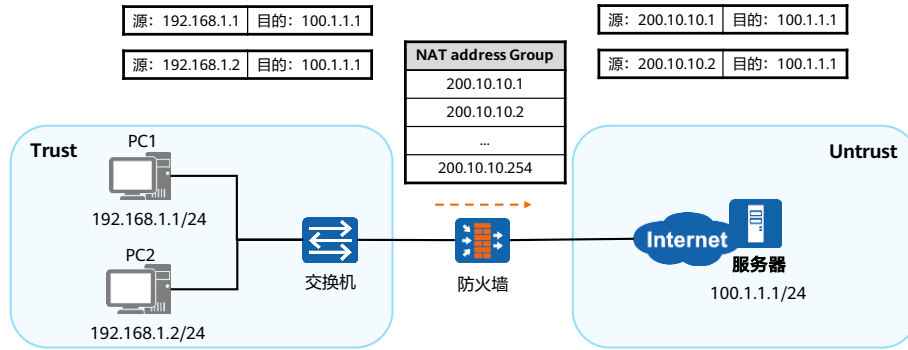 源：192.168.1.1 目的：100.1.1.1
源：192.168.1.2 目的：100.1.1.1
NAT address Group
200.10.10.1
200.10.10.2
...
200.10.10.254
源：200.10.10.1 目的：100.1.1.1
源：200.10.10.2 目的：100.1.1.1
Trust
PC1
192.168.1.1/24
PC2
192.168.1.2/24
交换机
防火墙
Untrust
Internet
服务器
100.1.1.1/24